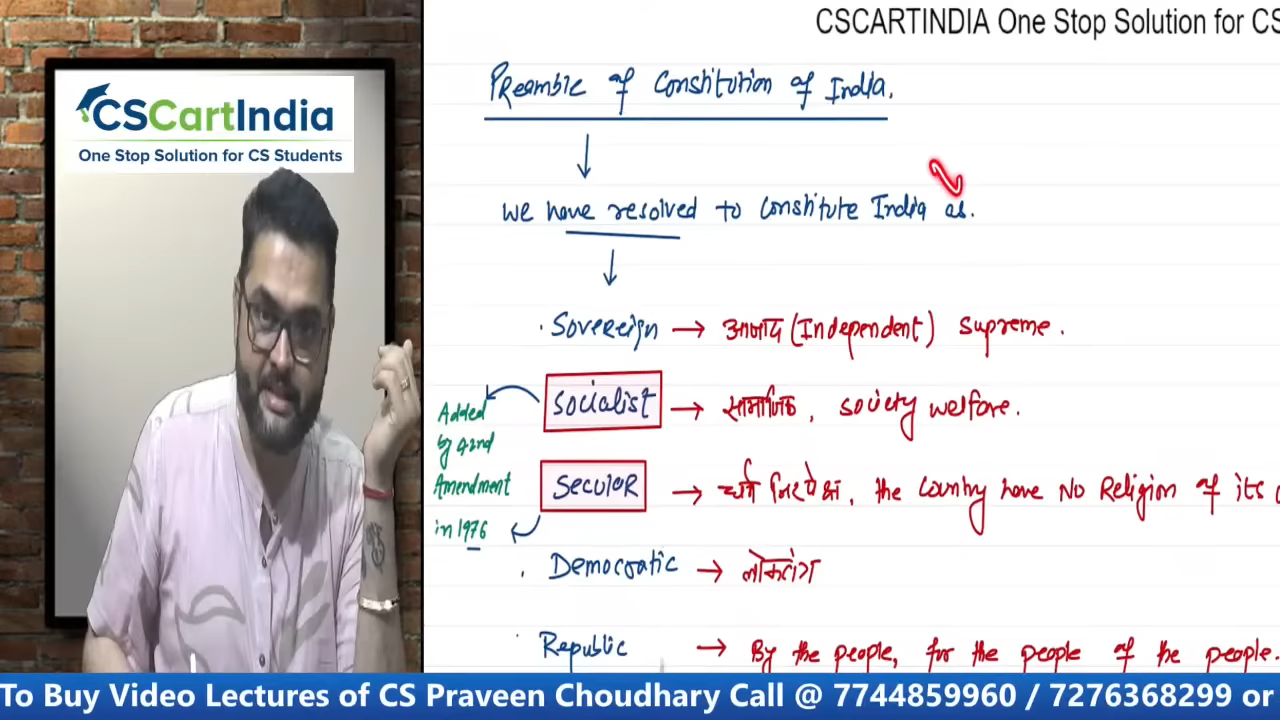 CSCARTINDIA One Stop Solution for CS
CSCartIndia
One Stop Solution for CS Students
Preamble of Constitution of India.
we have resolved to constitute India as.
Sovereign → आजाद (Independent) Supreme.
Socialist → सामाजिक, society welfare.
Added by 42nd Amendment in 1976
Secular → धर्म निरपेक्ष, the Country have No Religion of its
Democratic → लोकतंत्र
Republic → By the people, for the people of the people.
To Buy Video Lectures of CS Praveen Choudhary Call @ 7744859960 / 7276368299 or